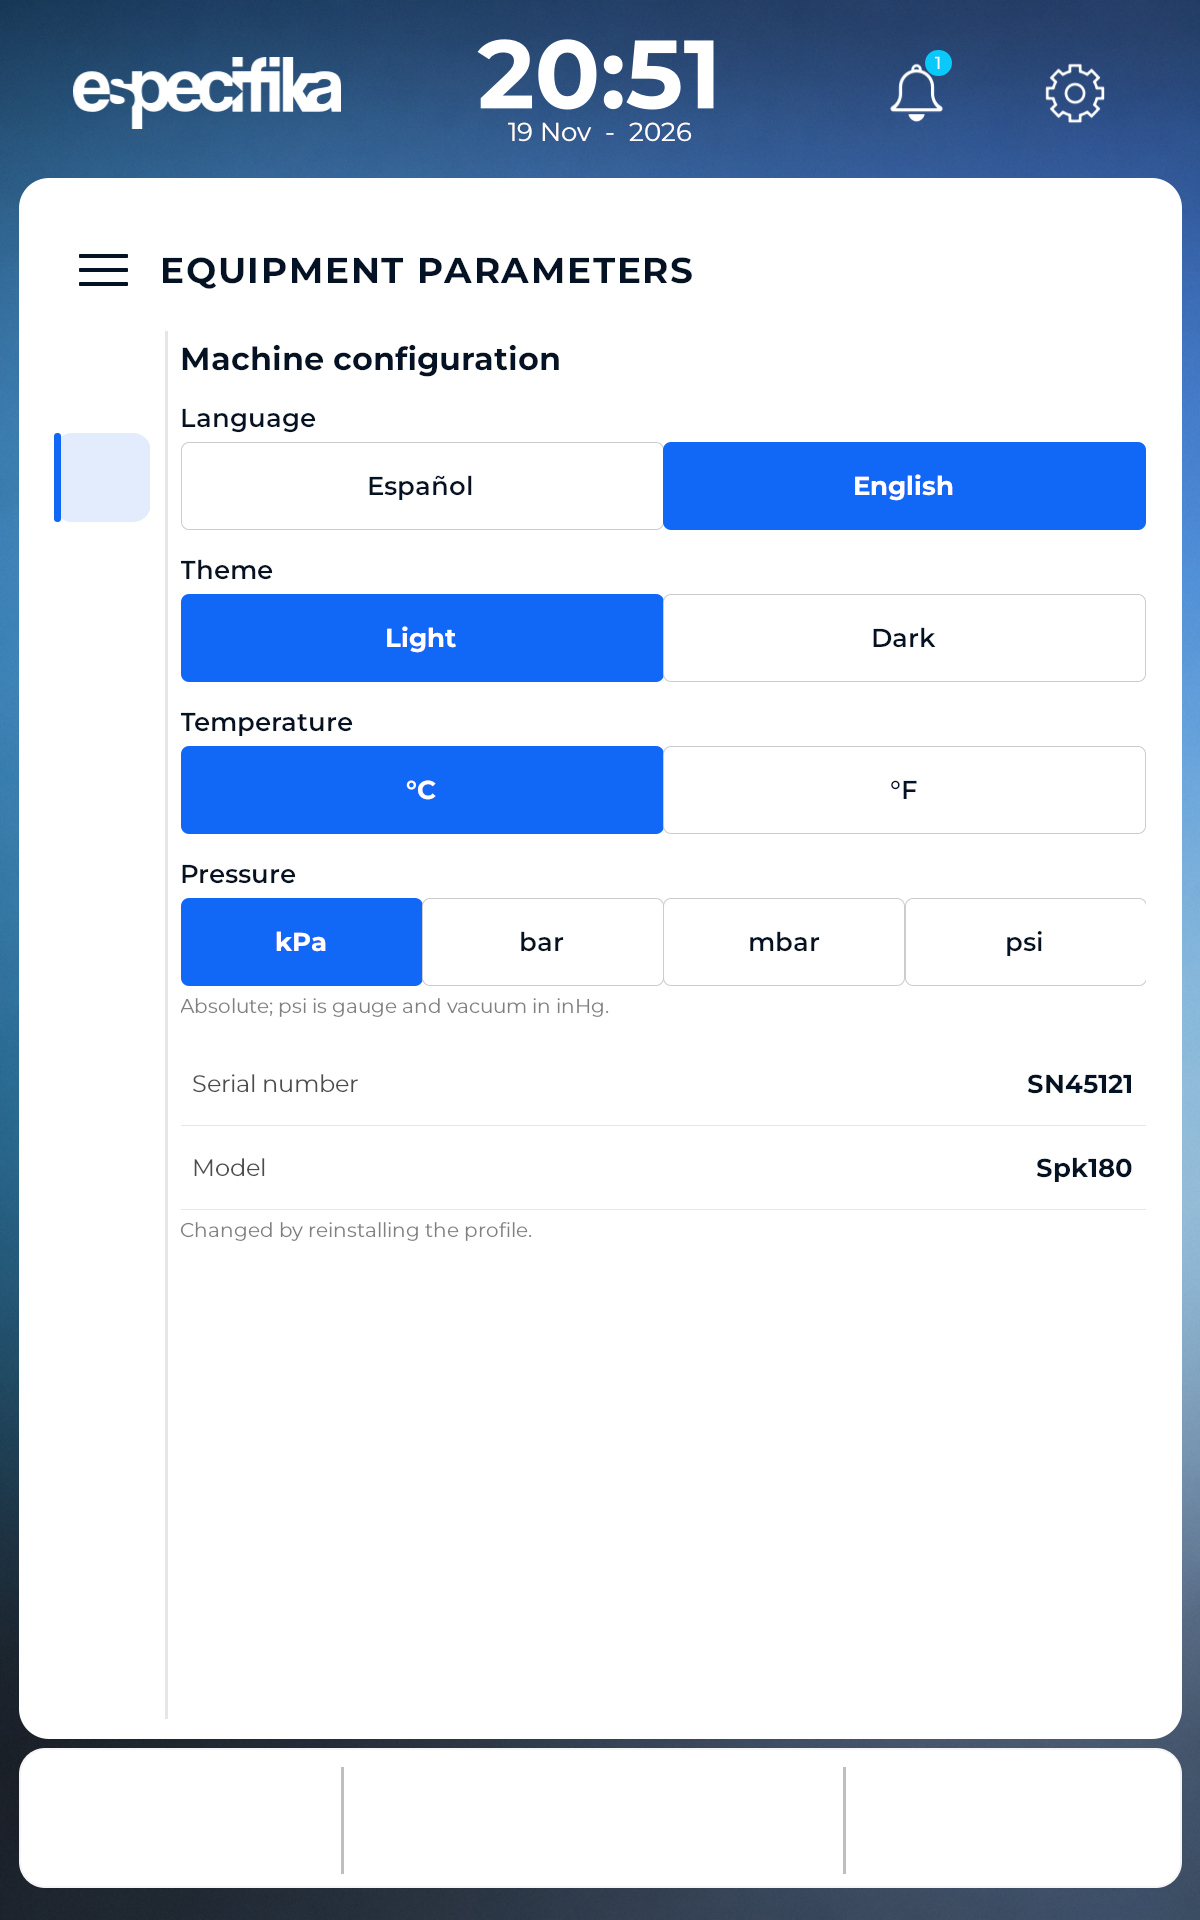 especifika
20:51
19 Nov - 2026
1
EQUIPMENT PARAMETERS
Machine configuration
Language
Español English
Theme
Light Dark
Temperature
°C °F
Pressure
kPa bar mbar psi
Absolute; psi is gauge and vacuum in inHg.
Serial number SN45121
Model Spk180
Changed by reinstalling the profile.